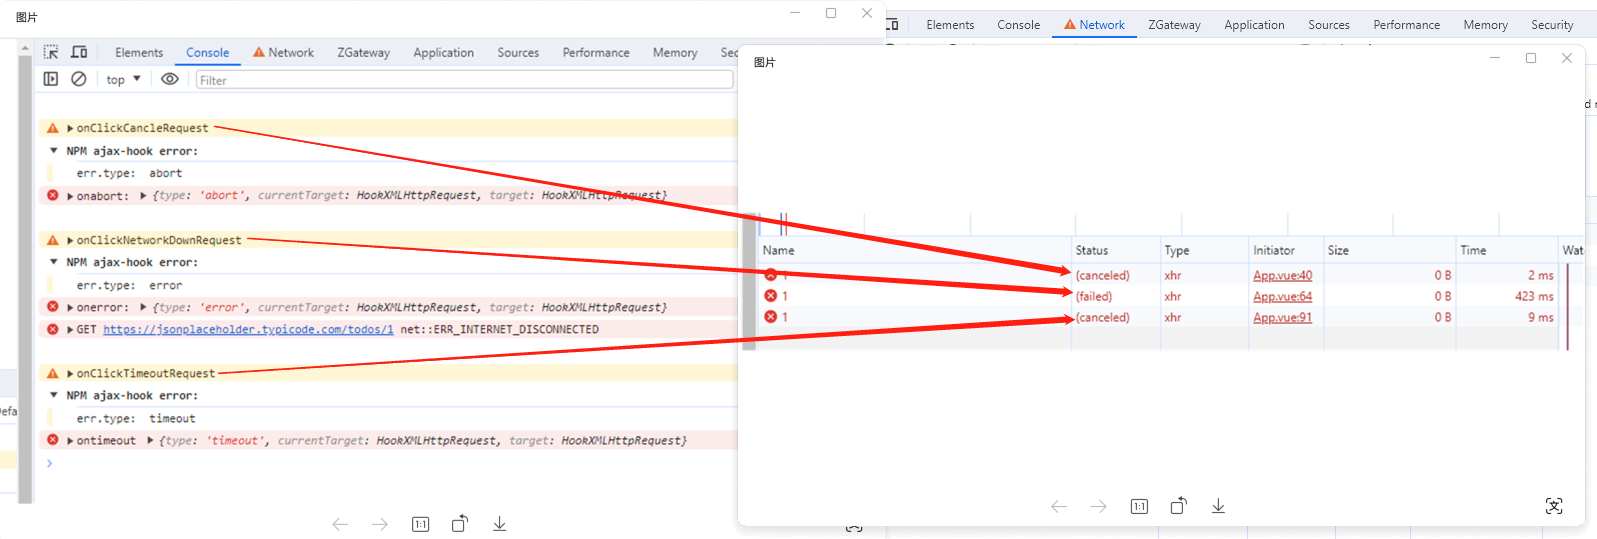 图片
Elements Console Network ZGateway Application Sources Performance Memory
top Filter
onClickCancleRequest
NPM ajax-hook error:
err.type: abort
onabort: {type: 'abort', currentTarget: HookXMLHttpRequest, target: HookXMLHttpRequest}
onClickNetworkDownRequest
NPM ajax-hook error:
err.type: error
onerror: {type: 'error', currentTarget: HookXMLHttpRequest, target: HookXMLHttpRequest}
GET https://jsonplaceholder.typicode.com/todos/1 net::ERR_INTERNET_DISCONNECTED
onClickTimeoutRequest
NPM ajax-hook error:
err.type: timeout
ontimeout {type: 'timeout', currentTarget: HookXMLHttpRequest, target: HookXMLHttpRequest}
1:1
Elements Console Network ZGateway Application Sources Performance Memory Security
图片
Name Status Type Initiator Size Time
1 (canceled) xhr App.vue:40 0 B 2 ms
1 (failed) xhr App.vue:64 0 B 423 ms
1 (canceled) xhr App.vue:91 0 B 9 ms
1:1